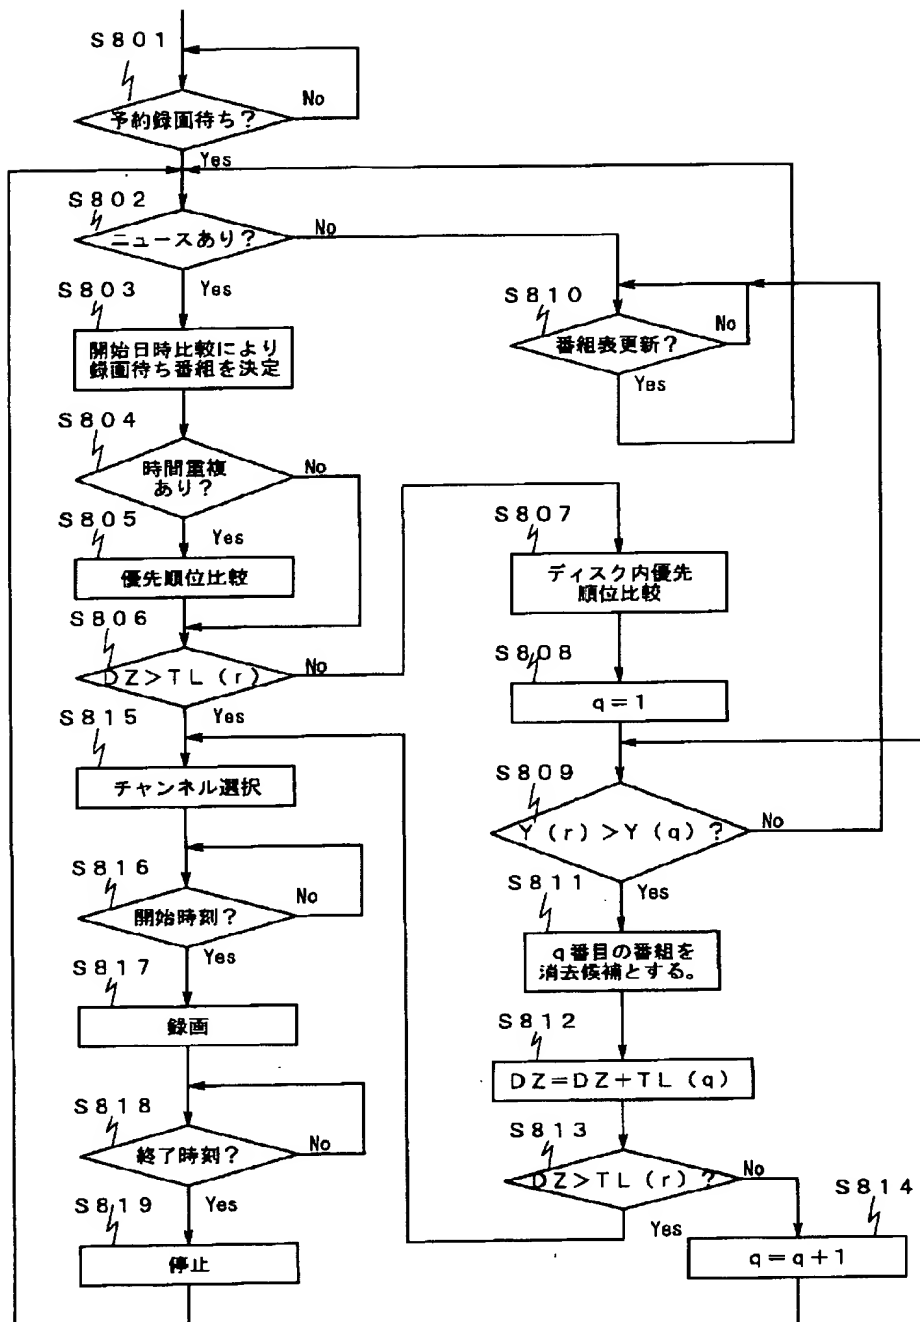 S801
予約録画待ち?
No
Yes
S802
ニュースあり?
No
Yes
S803
開始日時比較により
録画待ち番組を決定
S804
時間重複
あり?
No
Yes
S805
優先順位比較
S806
DZ>TL(r)
No
Yes
S815
チャンネル選択
S816
開始時刻?
No
Yes
S817
録画
S818
終了時刻?
No
Yes
S819
停止
S810
番組表更新?
No
Yes
S807
ディスク内優先
順位比較
S808
q=1
S809
Y(r)>Y(q)?
No
Yes
S811
q番目の番組を
消去候補とする。
S812
DZ=DZ+TL(q)
S813
DZ>TL(r)?
No
Yes
S814
q=q+1